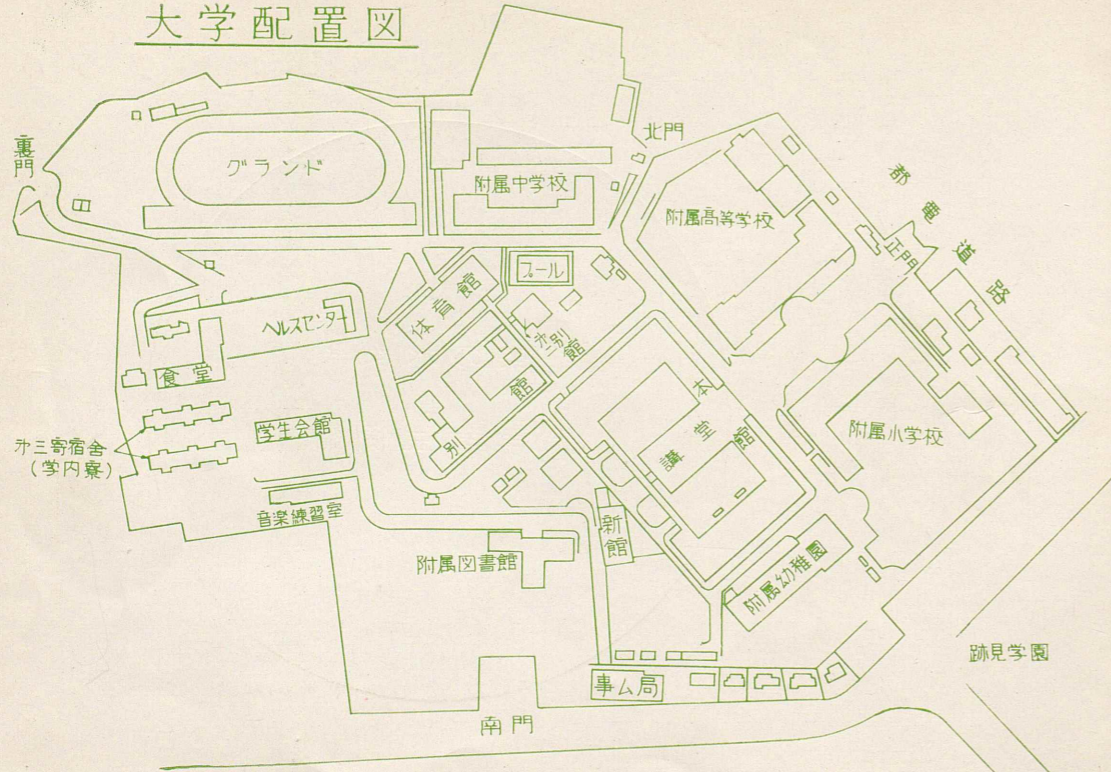 大学配置図
裏門
グランド
附属中学校
北門
附属高等学校
都電道路
正門
プール
体育館
ヘルスセンター
才二別館
食堂
別館
本館
講堂
附属小学校
学生会館
才三寄宿舎
(学内寮)
音楽練習室
新館
附属図書館
附属幼稚園
跡見学園
事ム局
南門